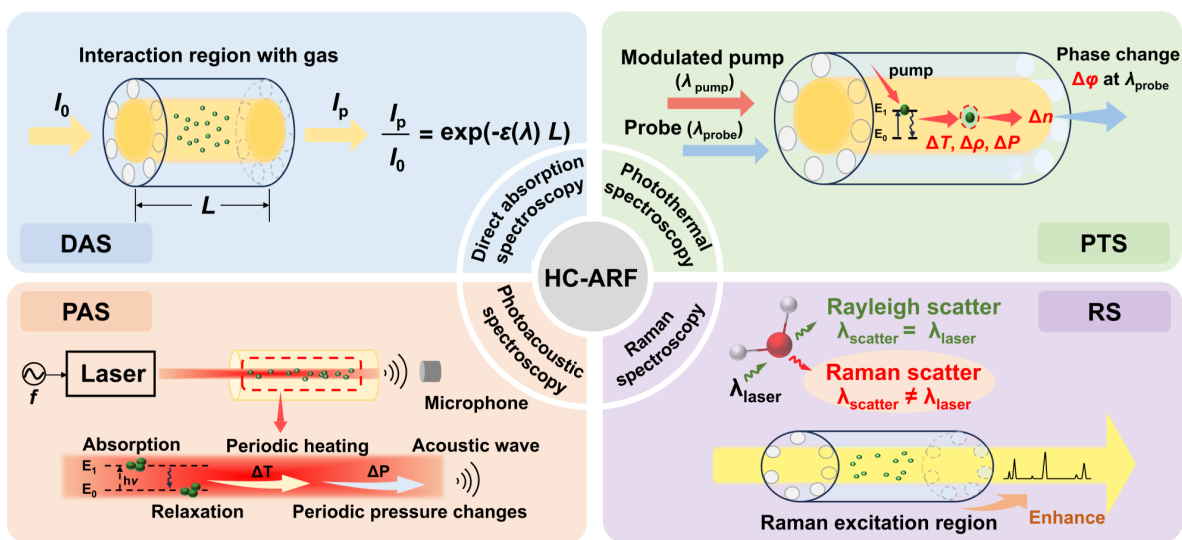 Interaction region with gas
I₀
Iₚ
Iₚ
I₀
= exp(-ε(λ) L)
L
DAS
Direct absorption
spectroscopy
Modulated pump
(λ pump)
Probe (λprobe)
pump
E₁
E₀
ΔT, Δρ, ΔP
Δn
Phase change
Δφ at λprobe
PTS
Photothermal
spectroscopy
HC-ARF
PAS
f
Laser
Microphone
Absorption
Periodic heating
Acoustic wave
E₁
E₀
hν
ΔT
ΔP
Relaxation
Periodic pressure changes
Photoacoustic
spectroscopy
Raman
spectroscopy
RS
Rayleigh scatter
λscatter = λlaser
Raman scatter
λscatter ≠ λlaser
λlaser
Raman excitation region
Enhance